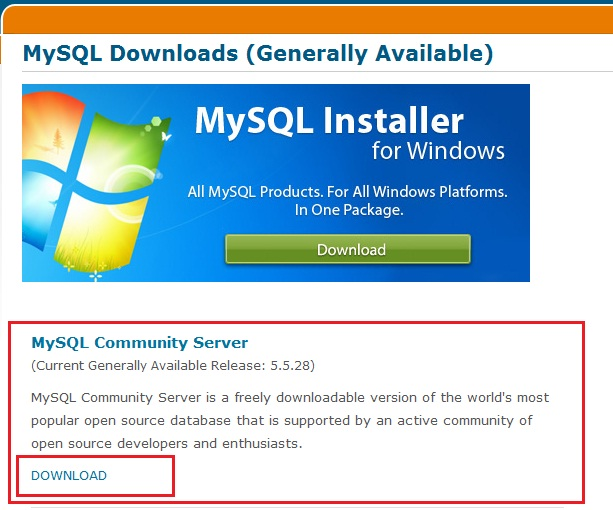 MySQL Downloads (Generally Available)
MySQL Installer
for Windows
All MySQL Products. For All Windows Platforms.
In One Package.
Download
MySQL Community Server
(Current Generally Available Release: 5.5.28)
MySQL Community Server is a freely downloadable version of the world's most
popular open source database that is supported by an active community of
open source developers and enthusiasts.
DOWNLOAD